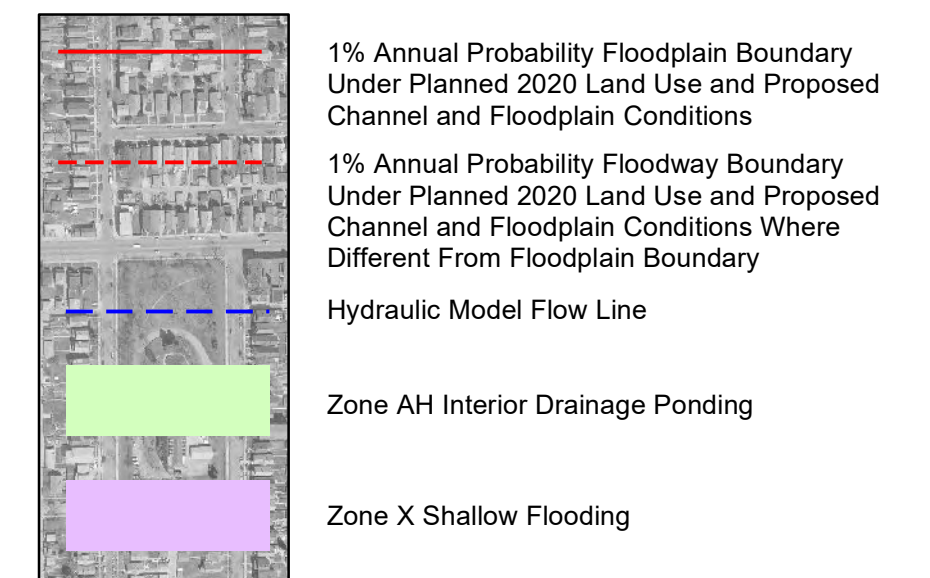 1% Annual Probability Floodplain Boundary
Under Planned 2020 Land Use and Proposed
Channel and Floodplain Conditions
1% Annual Probability Floodway Boundary
Under Planned 2020 Land Use and Proposed
Channel and Floodplain Conditions Where
Different From Floodplain Boundary
Hydraulic Model Flow Line
Zone AH Interior Drainage Ponding
Zone X Shallow Flooding